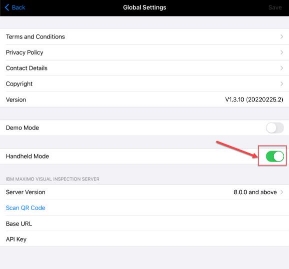 Back Global Settings Save
Terms and Conditions
Privacy Policy
Contact Details
Copyright
Version V1.3.10 (20220225.2)
Demo Mode
Handheld Mode
IBM MAXIMO VISUAL INSPECTION SERVER
Server Version 8.0.0 and above
Scan QR Code
Base URL
API Key